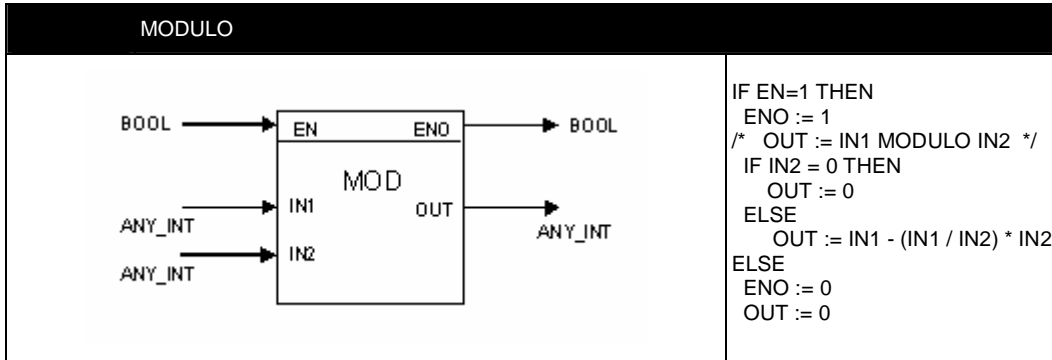 MODULO
BOOL
EN
ENO
BOOL
MOD
IN1
OUT
ANY_INT
ANY_INT
IN2
ANY_INT
IF EN=1 THEN
ENO := 1
/* OUT := IN1 MODULO IN2 */
IF IN2 = 0 THEN
OUT := 0
ELSE
OUT := IN1 - (IN1 / IN2) * IN2
ELSE
ENO := 0
OUT := 0